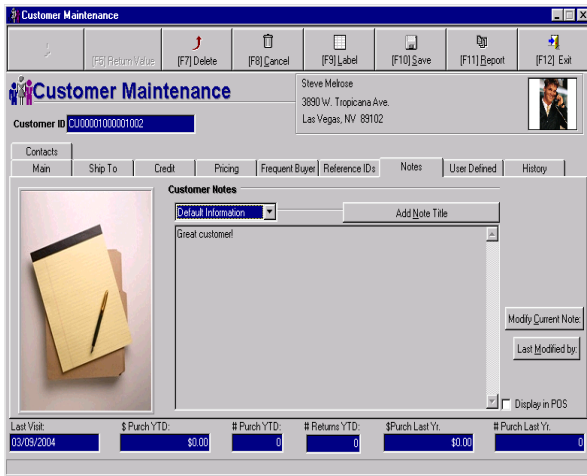 Customer Maintenance
[F5] Return Value
[F7] Delete
[F8] Cancel
[F9] Label
[F10] Save
[F11] Report
[F12] Exit
Customer Maintenance
Steve Melrose
3890 W. Tropicana Ave.
Las Vegas, NV 89102
Customer ID CU00001000001002
Contacts
Main Ship To Credit Pricing Frequent Buyer Reference IDs Notes User Defined History
Customer Notes
Default Information Add Note Title
Great customer!
Modify Current Note:
Last Modified by:
Display in POS
Last Visit: $ Purch YTD: # Purch YTD: # Returns YTD: $Purch Last Yr. # Purch Last Yr.
03/09/2004 $0.00 0 0 $0.00 0